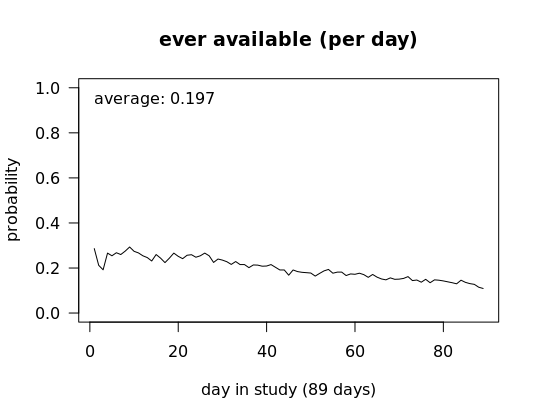 ever available (per day)
average: 0.197
probability
1.0
0.8
0.6
0.4
0.2
0.0
0 20 40 60 80
day in study (89 days)